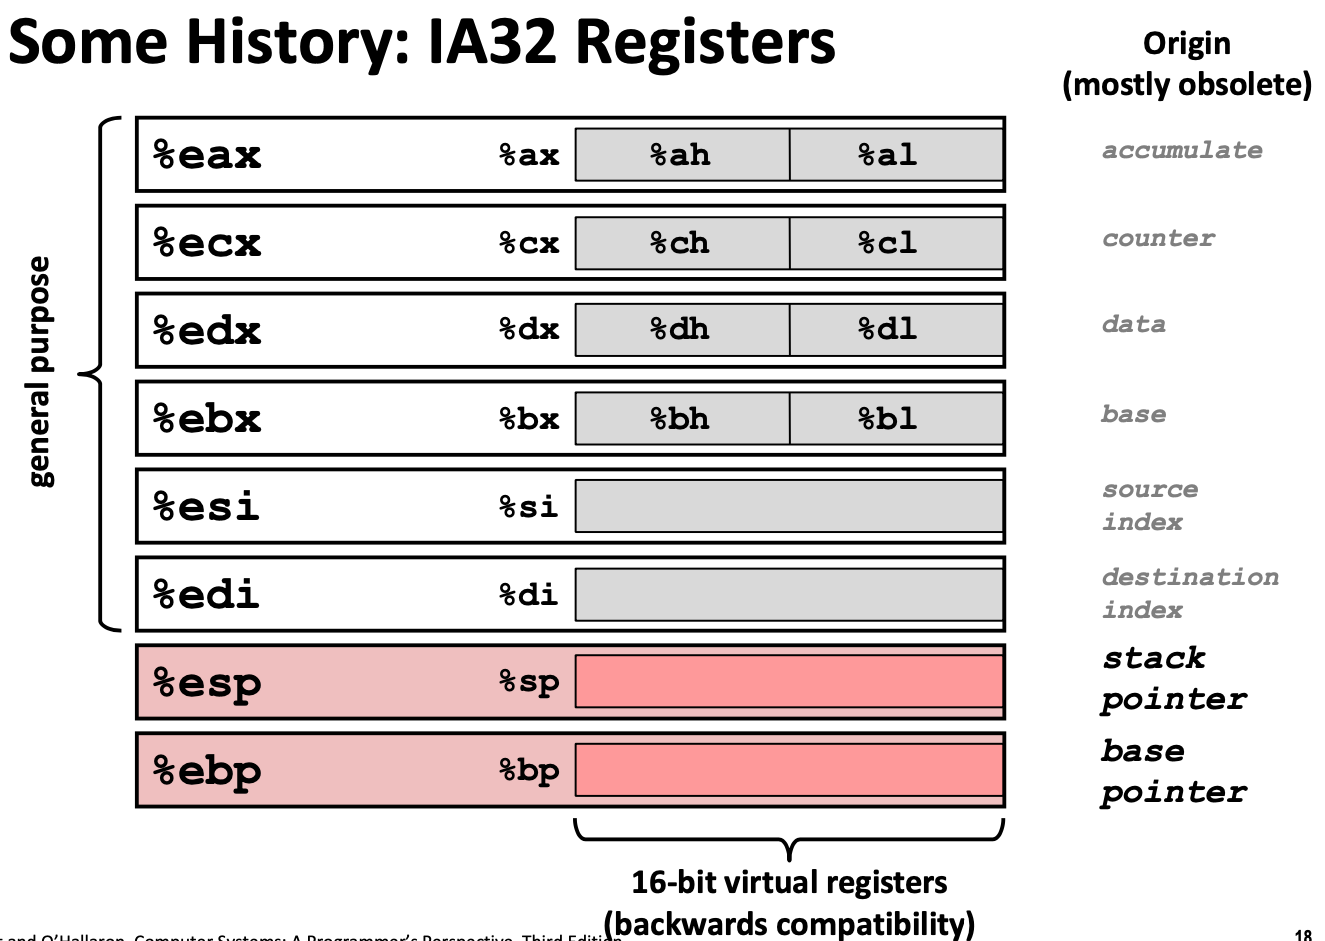 Some History: IA32 Registers
Origin
(mostly obsolete)
general purpose
%eax %ax %ah %al accumulate
%ecx %cx %ch %cl counter
%edx %dx %dh %dl data
%ebx %bx %bh %bl base
%esi %si source
index
%edi %di destination
index
%esp %sp stack
pointer
%ebp %bp base
pointer
16-bit virtual registers
(backwards compatibility)
and O'Hallaron, Computer Systems: A Programmer's Perspective, Third Edition
18